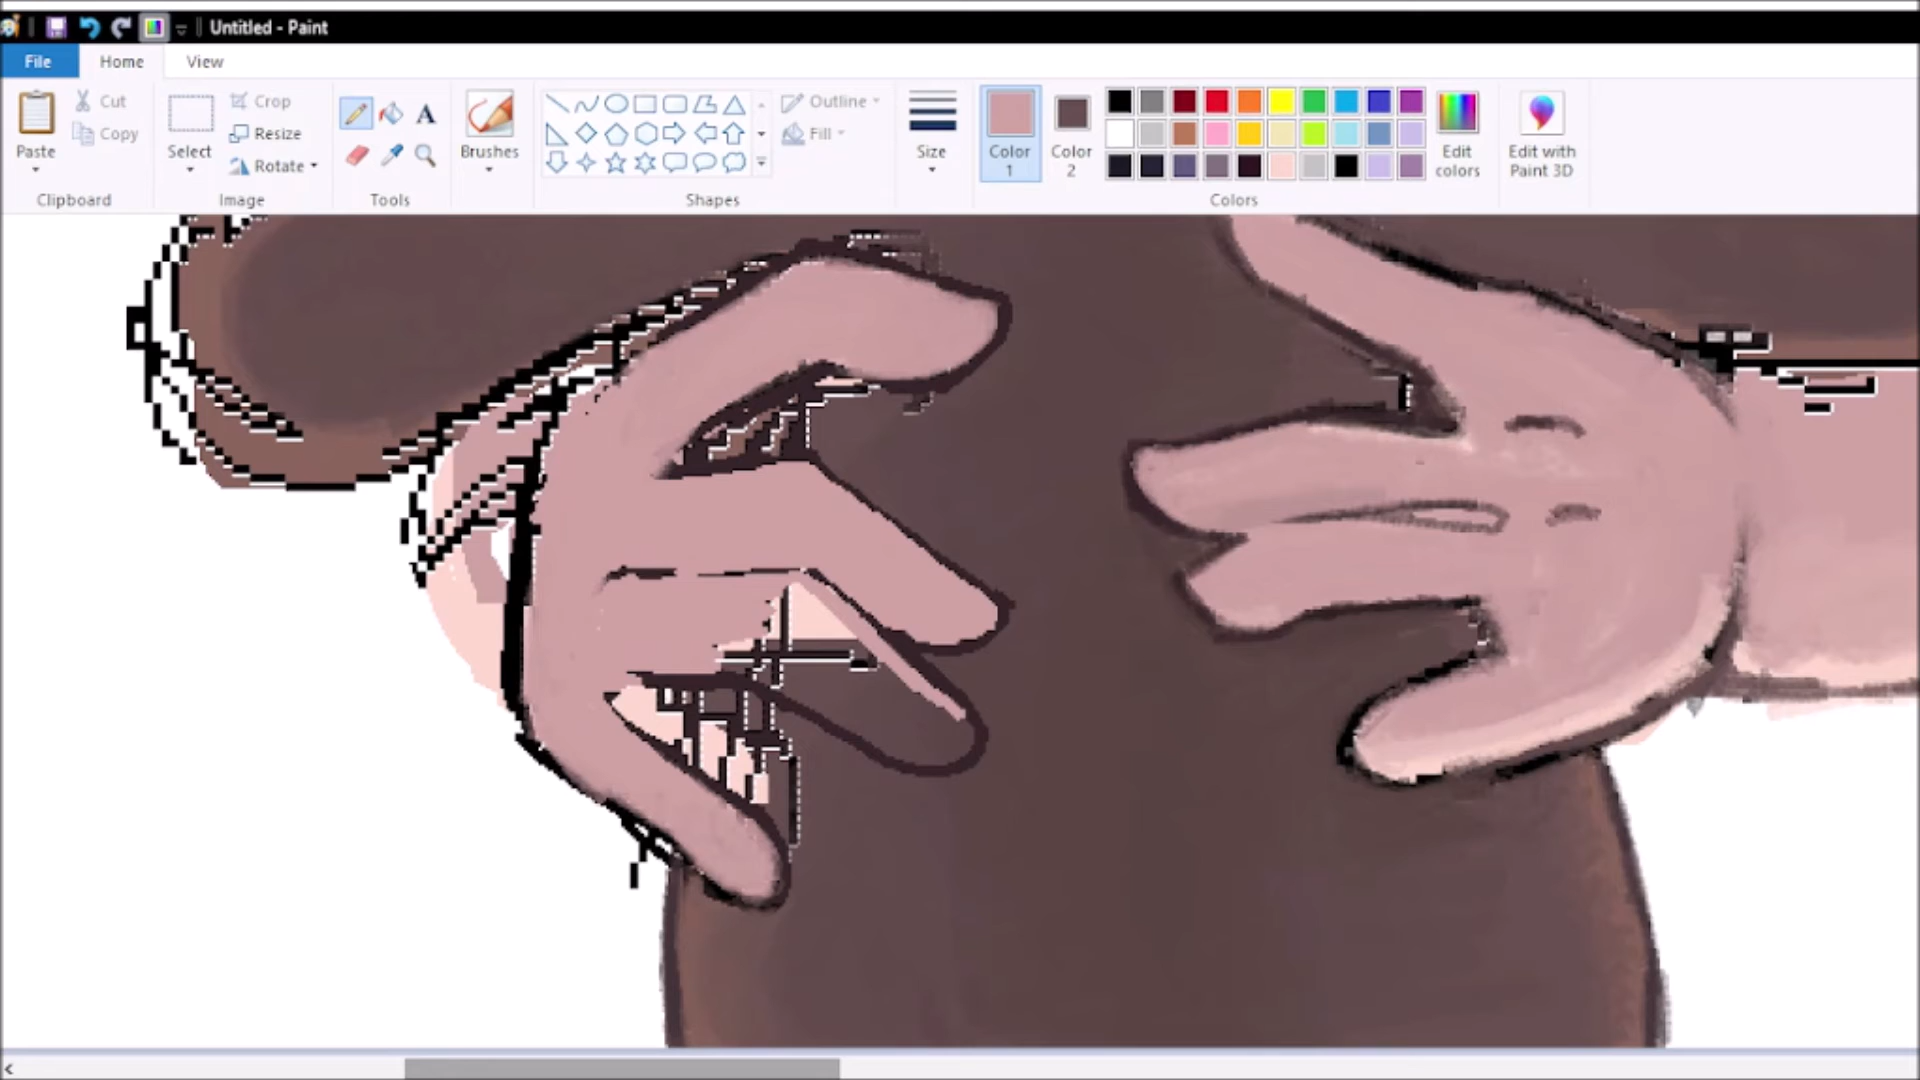 Untitled - Paint
File Home View
Paste Cut Copy
Clipboard
Select Crop Resize Rotate
Image
A
Tools
Brushes
Outline Fill
Shapes
Size
Color 1
Color 2
Edit colors
Colors
Edit with Paint 3D